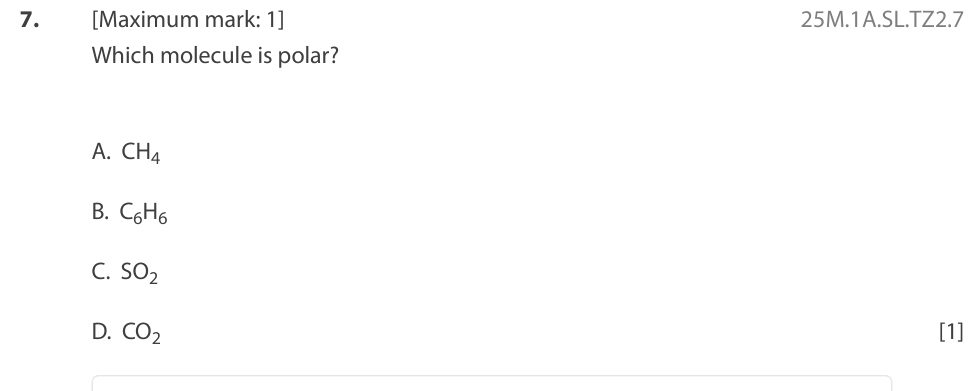 7. [Maximum mark: 1] 25M.1A.SL.TZ2.7
Which molecule is polar?
A. CH₄
B. C₆H₆
C. SO₂
D. CO₂ [1]